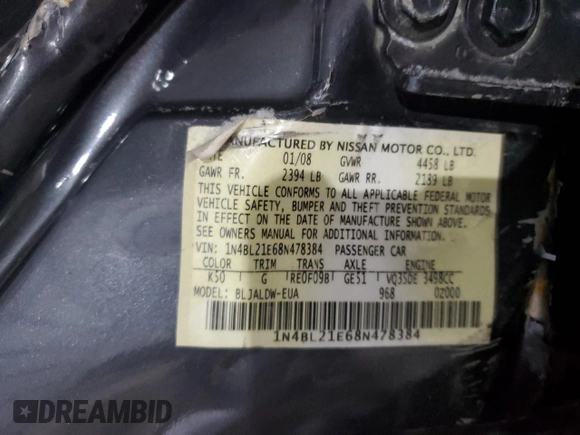 MANUFACTURED BY NISSAN MOTOR CO., LTD.
DATE 01/08 GVWR 4458 LB
GAWR FR. 2394 LB GAWR RR. 2139 LB
THIS VEHICLE CONFORMS TO ALL APPLICABLE FEDERAL MOTOR
VEHICLE SAFETY, BUMPER AND THEFT PREVENTION STANDARDS
IN EFFECT ON THE DATE OF MANUFACTURE SHOWN ABOVE.
SEE OWNERS MANUAL FOR ADDITIONAL INFORMATION.
VIN: 1N4BL21E68N478384 PASSENGER CAR
COLOR TRIM TRANS AXLE ENGINE
K50 G RE0F09B GE51 VQ35DE 3498CC
MODEL: BLJALDW-EUA 968 02000
1N4BL21E68N478384
DREAMBID